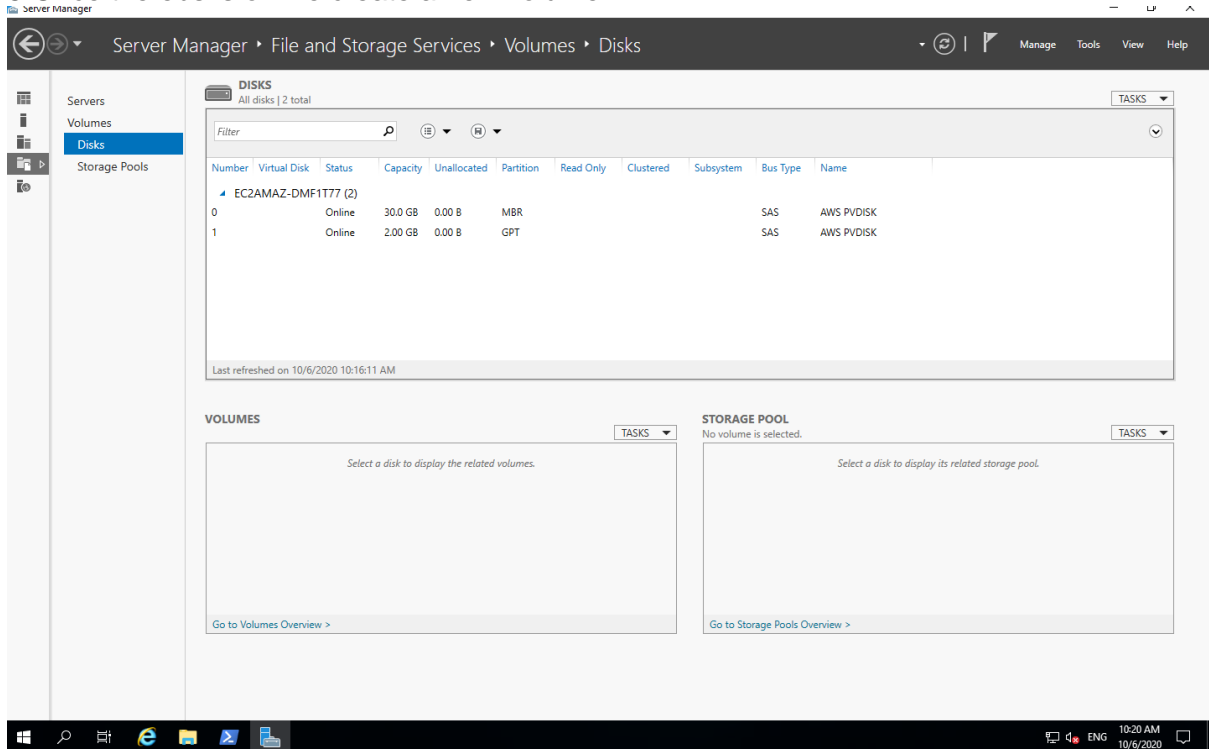 Server Manager
Server Manager ‣ File and Storage Services ‣ Volumes ‣ Disks
Manage Tools View Help
Servers
Volumes
Disks
Storage Pools
DISKS
All disks | 2 total
TASKS
Filter
Number Virtual Disk Status Capacity Unallocated Partition Read Only Clustered Subsystem Bus Type Name
EC2AMAZ-DMF1T77 (2)
0 Online 30.0 GB 0.00 B MBR SAS AWS PVDISK
1 Online 2.00 GB 0.00 B GPT SAS AWS PVDISK
Last refreshed on 10/6/2020 10:16:11 AM
VOLUMES
TASKS
Select a disk to display the related volumes.
Go to Volumes Overview >
STORAGE POOL
No volume is selected.
TASKS
Select a disk to display its related storage pool.
Go to Storage Pools Overview >
ENG
10:20 AM
10/6/2020